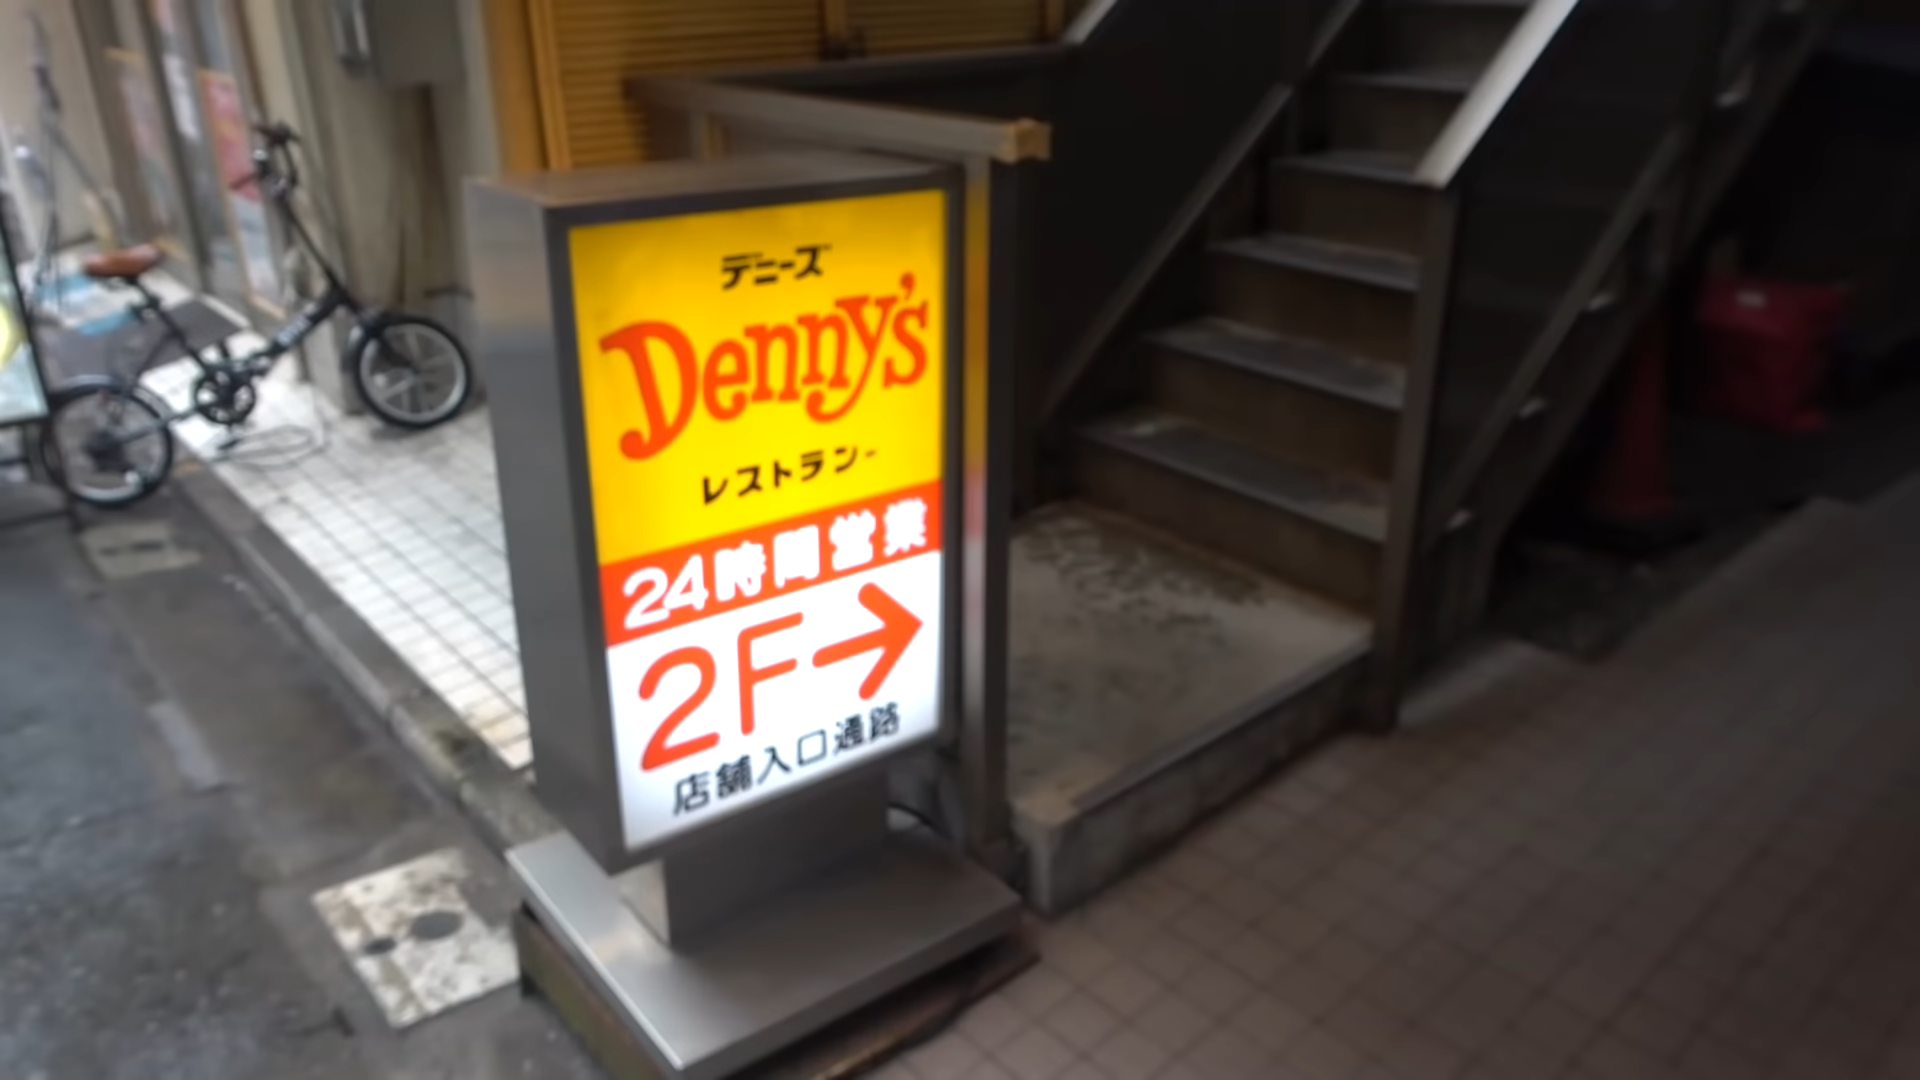 デニーズ
Denny's
レストラン-
24時間営業
2F→
店舗入口通路